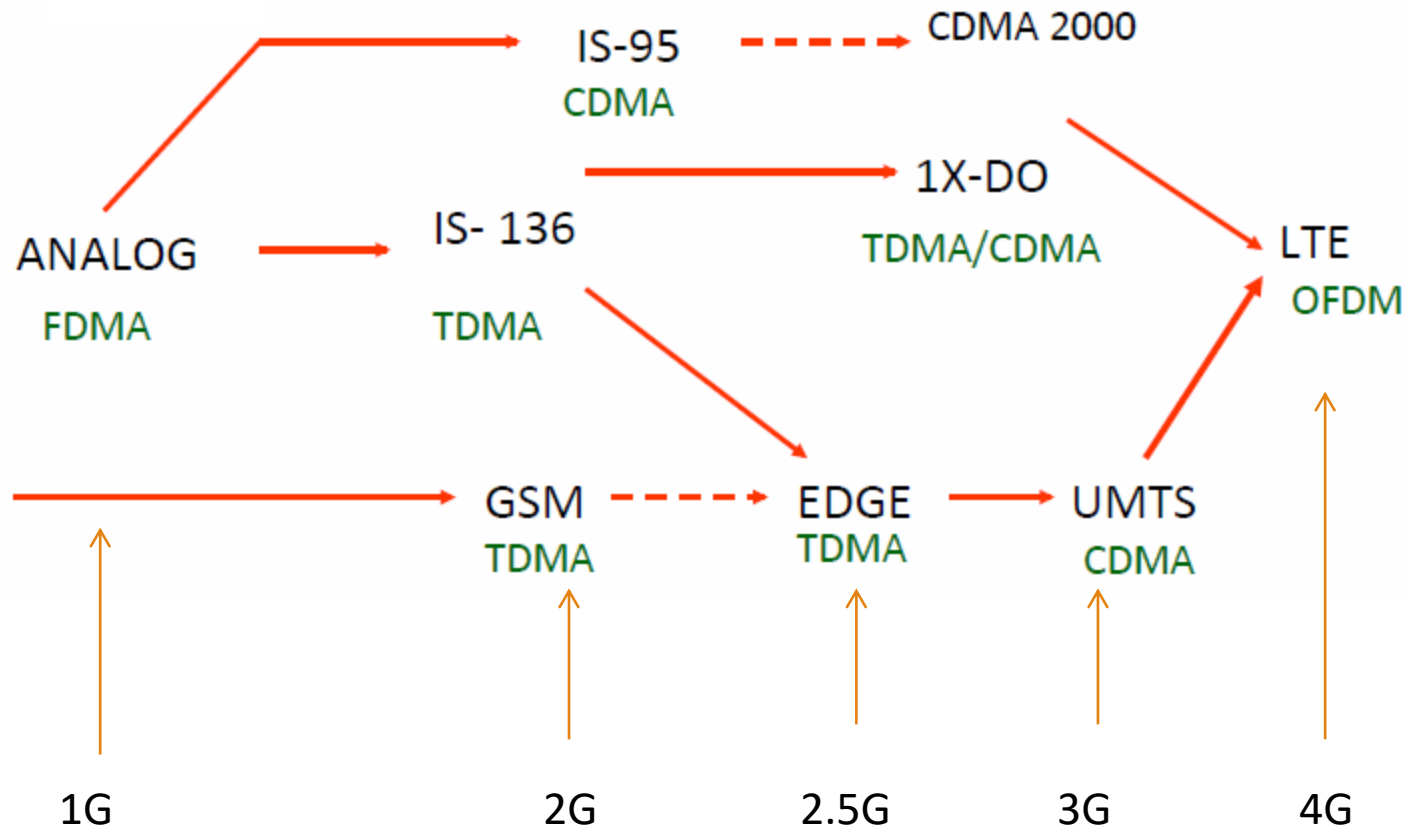 IS-95
CDMA
CDMA 2000
1X-DO
TDMA/CDMA
IS- 136
TDMA
ANALOG
FDMA
LTE
OFDM
GSM
TDMA
EDGE
TDMA
UMTS
CDMA
1G
2G
2.5G
3G
4G